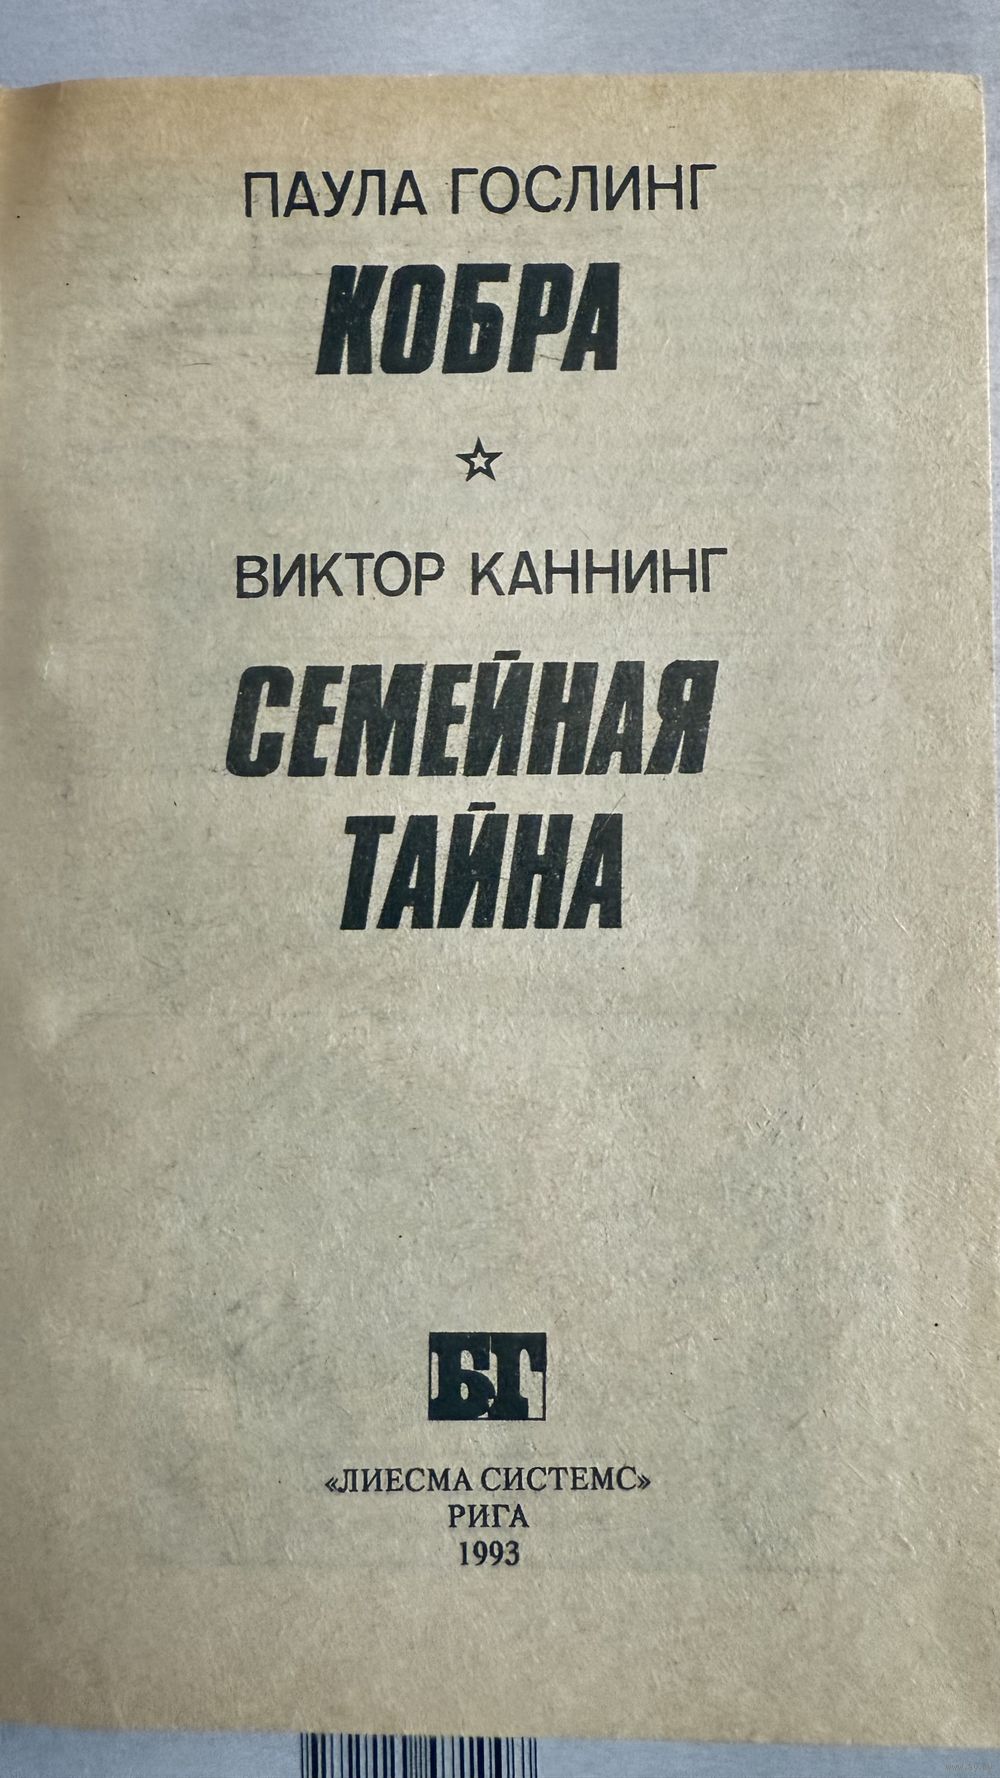 ПАУЛА ГОСЛИНГ
КОБРА
ВИКТОР КАННИНГ
СЕМЕЙНАЯ
ТАЙНА
БГ
«ЛИЕСМА СИСТЕМС»
РИГА
1993